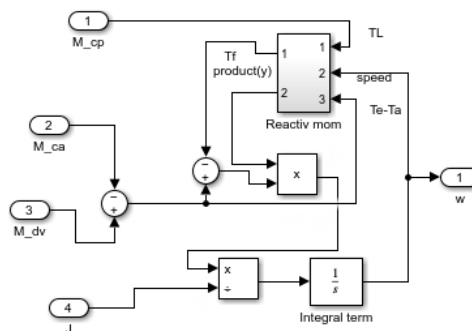 1
M_cp
TL
Tf
product(y)
1
2
1
2
3
speed
Te-Ta
Reactiv mom
2
M_ca
−
+
−
+
x
3
M_dv
1
w
x
÷
1
s
Integral term
4